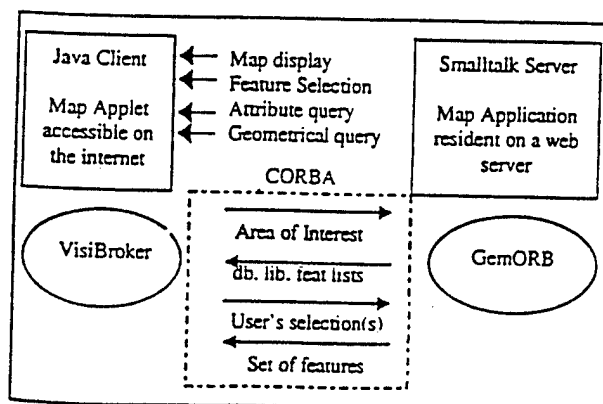 Java Client
Map Applet
accessible on
the internet
Map display
Feature Selection
Attribute query
Geometrical query
Smalltalk Server
Map Application
resident on a web
server
CORBA
VisiBroker
Area of Interest
db. lib. feat lists
User's selection(s)
Set of features
GemORB